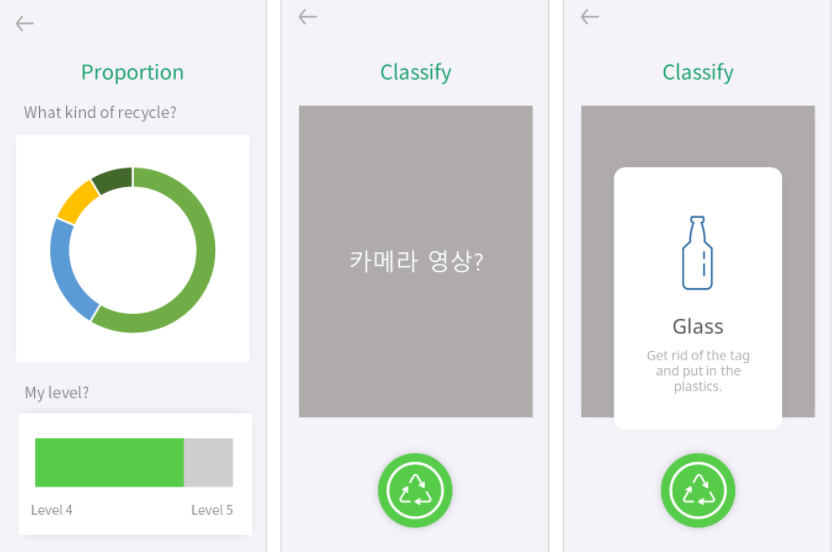 Proportion
What kind of recycle?
My level?
Level 4
Level 5
Classify
카메라 영상?
Classify
Glass
Get rid of the tag
and put in the
plastics.